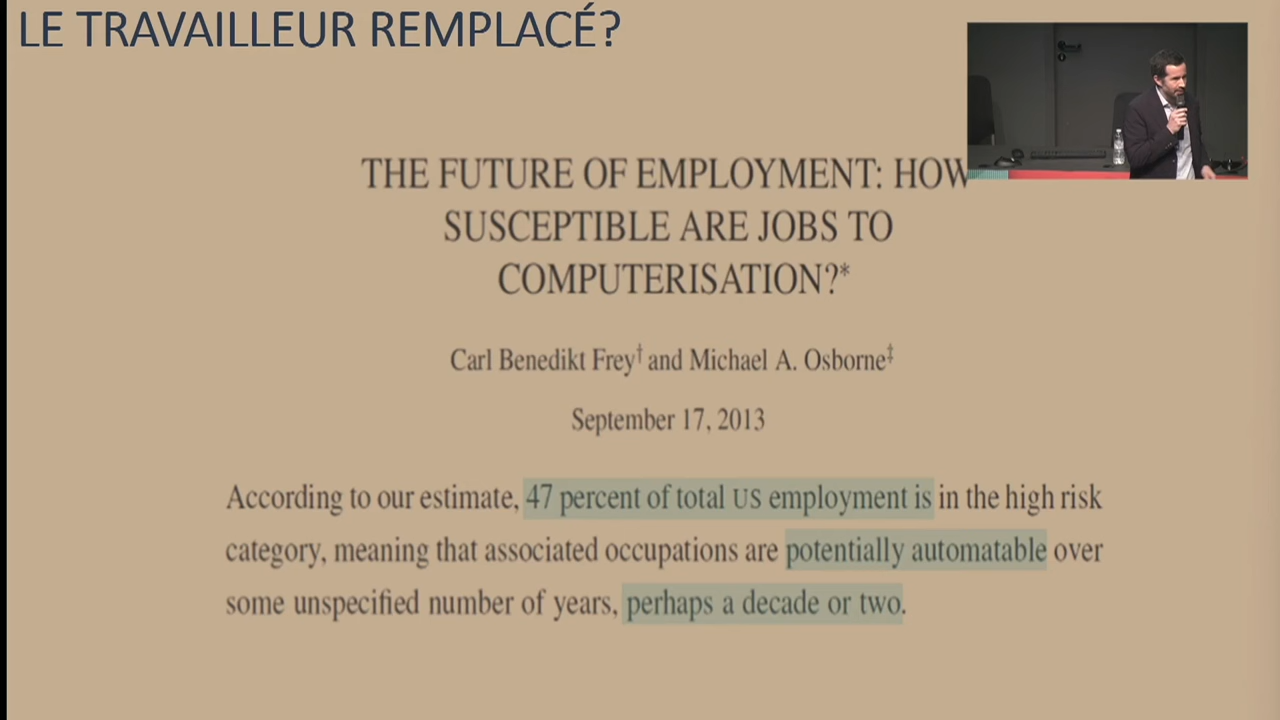 LE TRAVAILLEUR REMPLACÉ?
THE FUTURE OF EMPLOYMENT: HOW
SUSCEPTIBLE ARE JOBS TO
COMPUTERISATION?*
Carl Benedikt Frey† and Michael A. Osborne‡
September 17, 2013
According to our estimate, 47 percent of total US employment is in the high risk
category, meaning that associated occupations are potentially automatable over
some unspecified number of years, perhaps a decade or two.